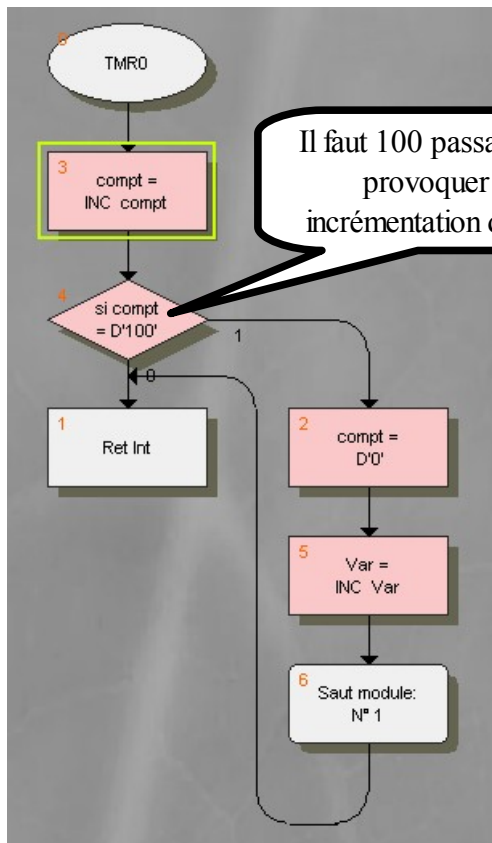 TMR0
Il faut 100
provoquer
incrémentation
3
compt =
INC compt
4
si compt
= D'100'
1
0
1
Ret Int
2
compt =
D'0'
5
Var =
INC Var
6
Saut module:
N° 1